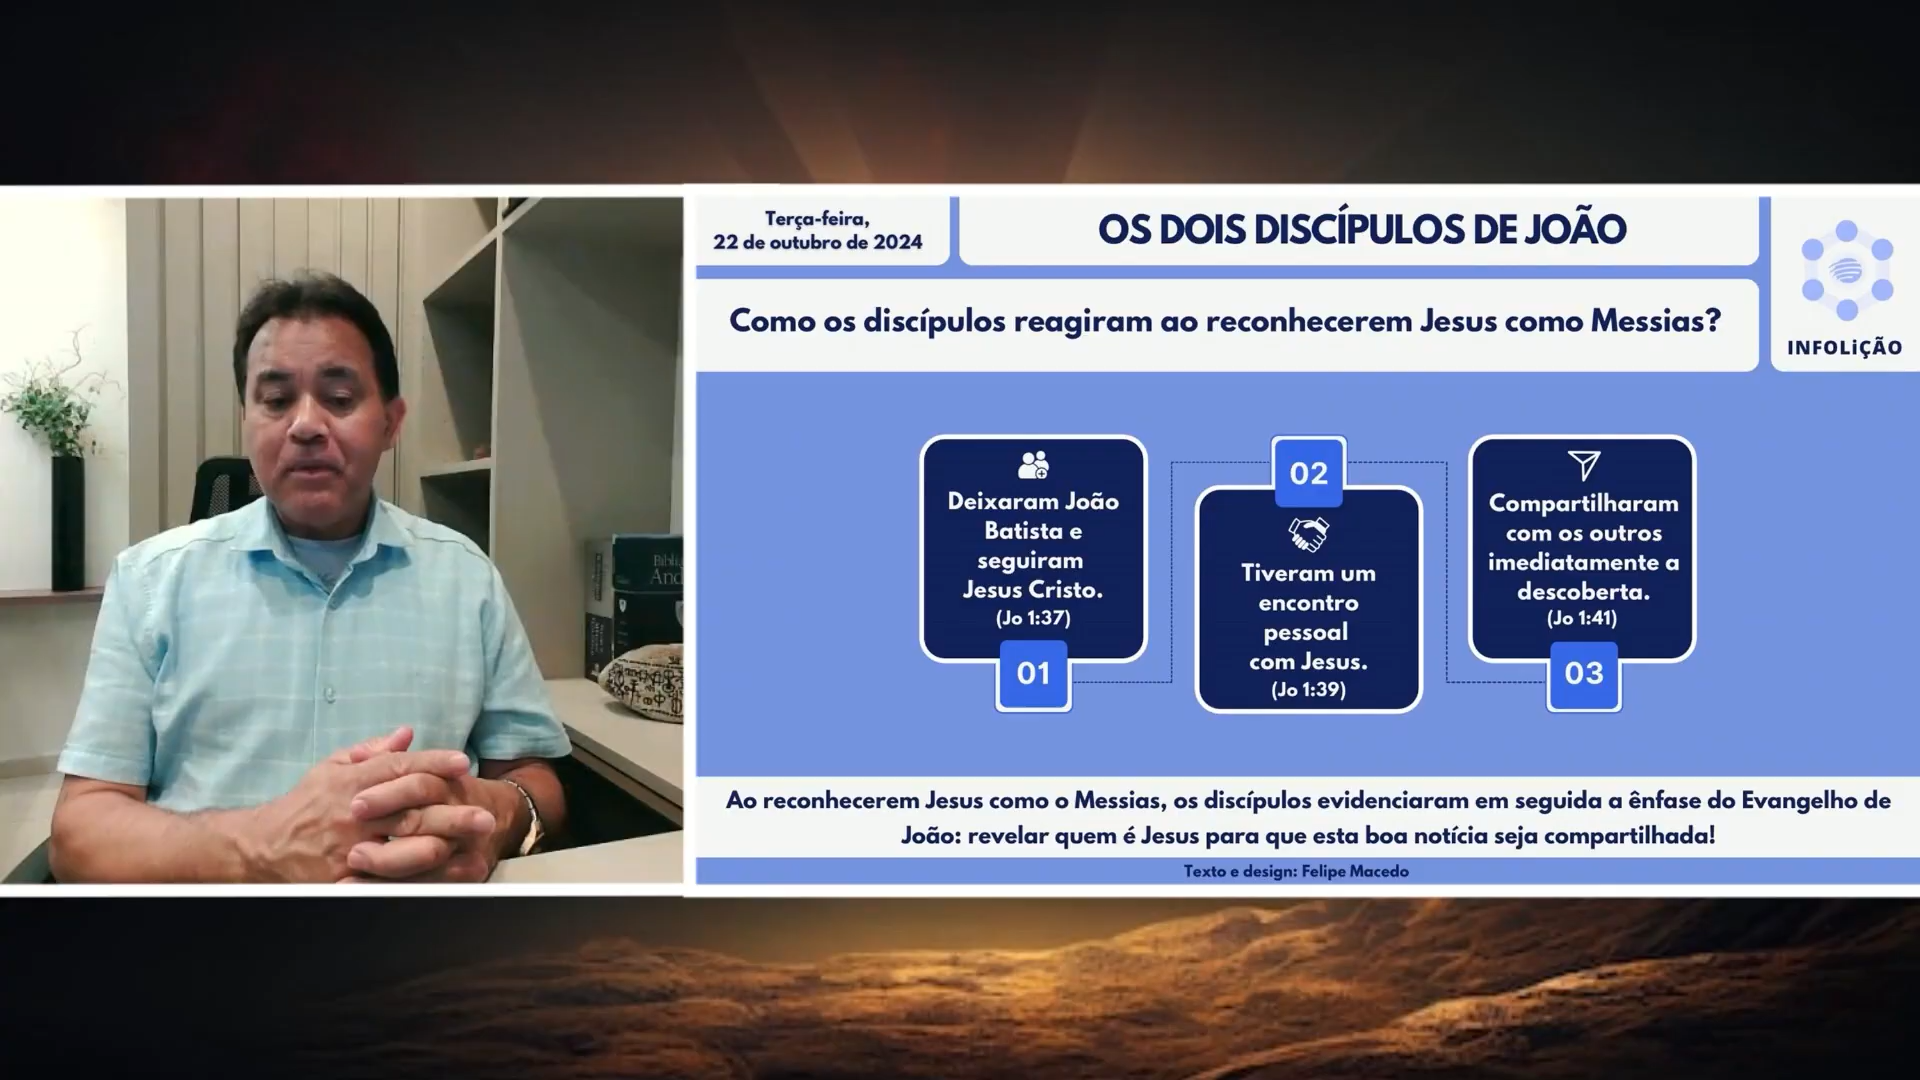 Terça-feira,
22 de outubro de 2024
OS DOIS DISCÍPULOS DE JOÃO
Como os discípulos reagiram ao reconhecerem Jesus como Messias?
INFOLiÇÃO
Deixaram João
Batista e
seguiram
Jesus Cristo.
(Jo 1:37)
01
02
Tiveram um
encontro
pessoal
com Jesus.
(Jo 1:39)
Compartilharam
com os outros
imediatamente a
descoberta.
(Jo 1:41)
03
Ao reconhecerem Jesus como o Messias, os discípulos evidenciaram em seguida a ênfase do Evangelho de
João: revelar quem é Jesus para que esta boa notícia seja compartilhada!
Texto e design: Felipe Macedo